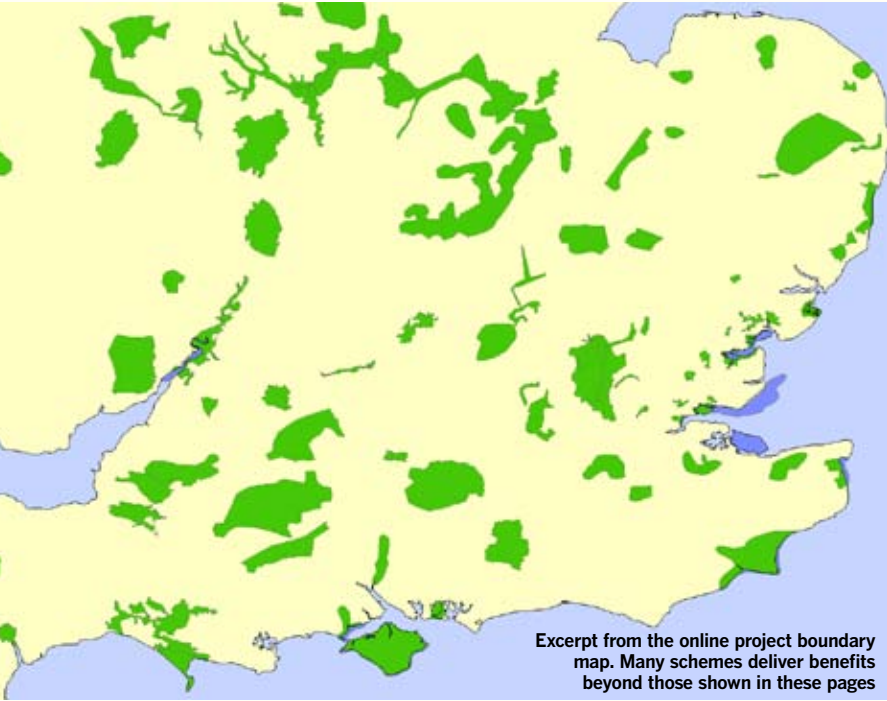 Excerpt from the online project boundary
map. Many schemes deliver benefits
beyond those shown in these pages